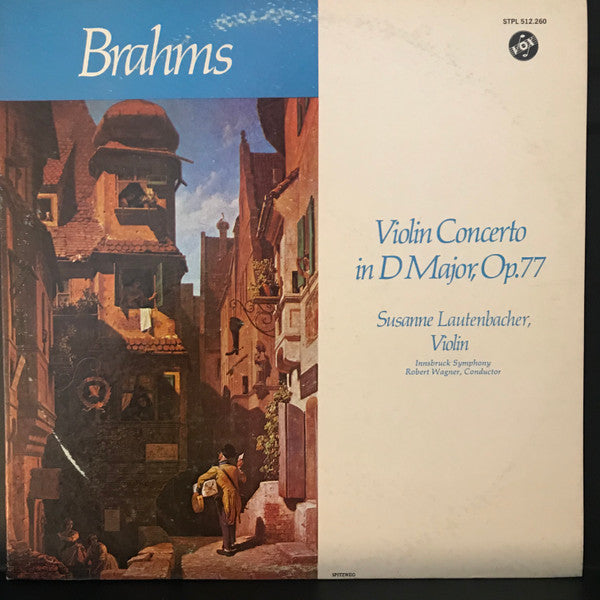 STPL 512.260
VOX
Brahms
Violin Concerto
in D Major, Op.77
Susanne Lautenbacher,
Violin
Innsbruck Symphony
Robert Wagner, Conductor
SPITZWEG